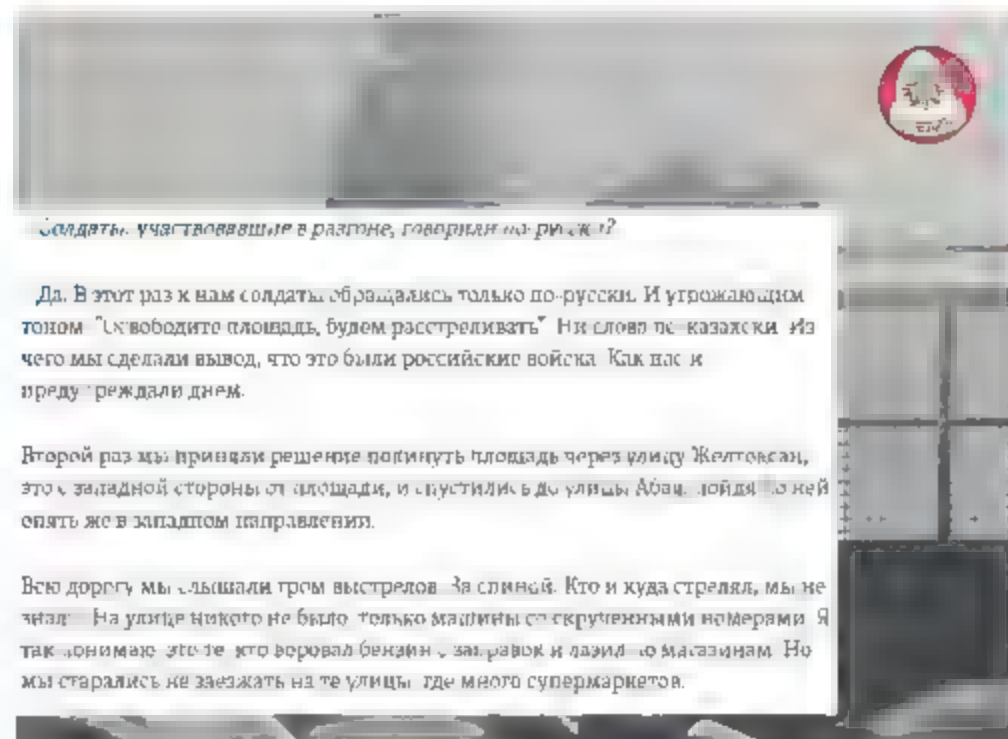 Солдаты, участвовавшие в разгоне, говорили по-русски?
Да. В этот раз к нам солдаты обращались только по-русски. И угрожающим
тоном "Освободите площадь, будем расстреливать" Ни слова по-казахски. Из
чего мы сделали вывод, что это были российские войска. Как нас и
предупреждали днем.
Второй раз мы приняли решение покинуть площадь через улицу Желтоксан,
это с западной стороны от площади, и спустились до улицы Абая, пойдя по ней
опять же в западном направлении.
Всю дорогу мы слышали гром выстрелов. За спиной. Кто и куда стрелял, мы не
знали. На улице никого не было, только машины со скрученными номерами. Я
так понимаю, это те, кто воровал бензин с заправок и лазил по магазинам. Но
мы старались не заезжать на те улицы, где много супермаркетов.